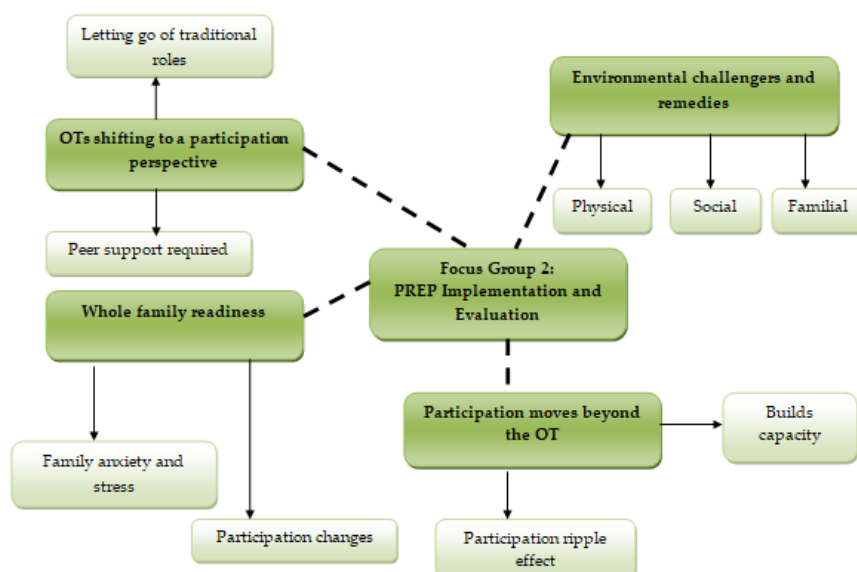 Letting go of traditional
roles
OTs shifting to a participation
perspective
Peer support required
Environmental challengers and
remedies
Physical
Social
Familial
Focus Group 2:
PREP Implementation and
Evaluation
Whole family readiness
Family anxiety and
stress
Participation changes
Participation moves beyond
the OT
Builds
capacity
Participation ripple
effect